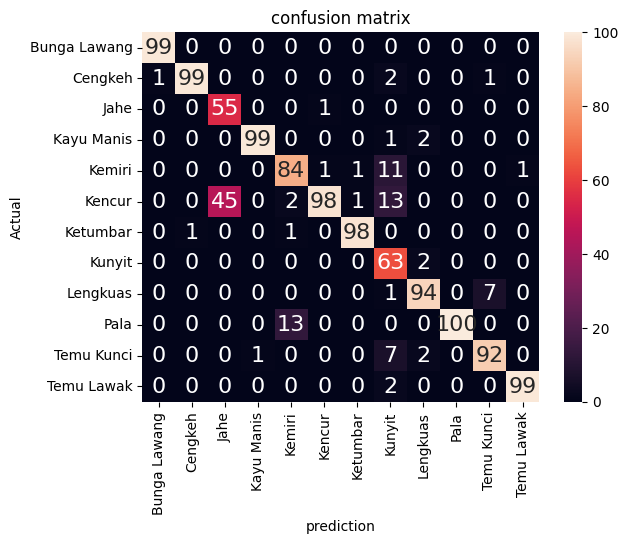 confusion matrix
Bunga Lawang 99 0 0 0 0 0 0 0 0 0 0 0
Cengkeh 1 99 0 0 0 0 0 2 0 0 1 0
Jahe 0 0 55 0 0 1 0 0 0 0 0 0
Kayu Manis 0 0 0 99 0 0 0 1 2 0 0 0
Kemiri 0 0 0 0 84 1 1 11 0 0 0 1
Kencur 0 0 45 0 2 98 1 13 0 0 0 0
Ketumbar 0 1 0 0 1 0 98 0 0 0 0 0
Kunyit 0 0 0 0 0 0 0 63 2 0 0 0
Lengkuas 0 0 0 0 0 0 0 1 94 0 7 0
Pala 0 0 0 0 13 0 0 0 0 100 0 0
Temu Kunci 0 0 0 1 0 0 0 7 2 0 92 0
Temu Lawak 0 0 0 0 0 0 0 2 0 0 0 99
Actual
Bunga Lawang
Cengkeh
Jahe
Kayu Manis
Kemiri
Kencur
Ketumbar
Kunyit
Lengkuas
Pala
Temu Kunci
Temu Lawak
prediction
100
80
60
40
20
0